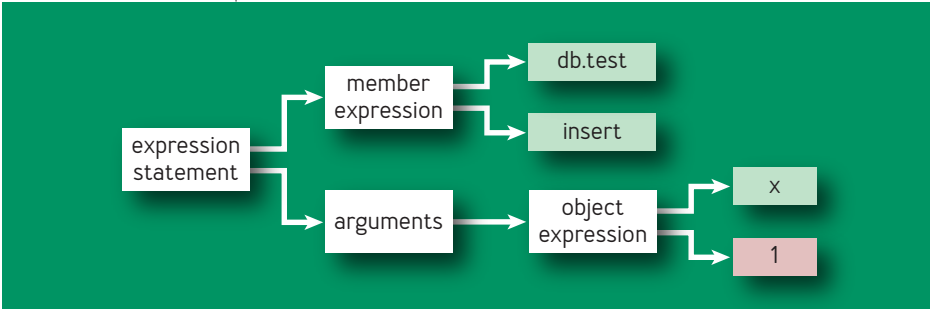 expression
statement
member
expression
db.test
insert
arguments
object
expression
x
1